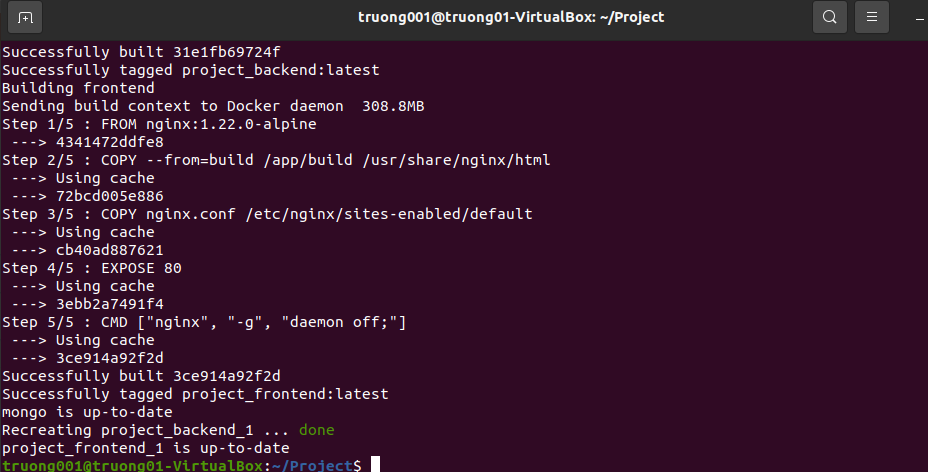 truong001@truong01-VirtualBox: ~/Project
Successfully built 31e1fb69724f
Successfully tagged project_backend:latest
Building frontend
Sending build context to Docker daemon  308.8MB
Step 1/5 : FROM nginx:1.22.0-alpine
 ---> 4341472ddfe8
Step 2/5 : COPY --from=build /app/build /usr/share/nginx/html
 ---> Using cache
 ---> 72bcd005e886
Step 3/5 : COPY nginx.conf /etc/nginx/sites-enabled/default
 ---> Using cache
 ---> cb40ad887621
Step 4/5 : EXPOSE 80
 ---> Using cache
 ---> 3ebb2a7491f4
Step 5/5 : CMD ["nginx", "-g", "daemon off;"]
 ---> Using cache
 ---> 3ce914a92f2d
Successfully built 3ce914a92f2d
Successfully tagged project_frontend:latest
mongo is up-to-date
Recreating project_backend_1 ... done
project_frontend_1 is up-to-date
truong001@truong01-VirtualBox:~/Project$